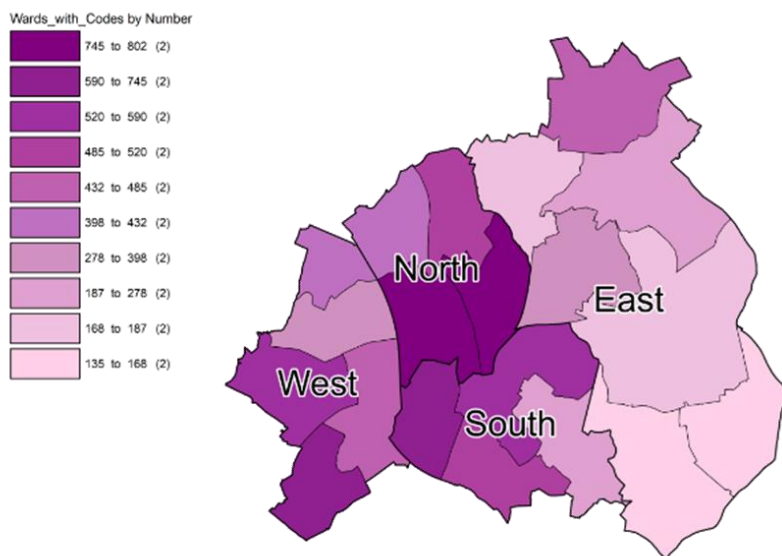 Wards_with_Codes by Number
745 to 802 (2)
590 to 745 (2)
520 to 590 (2)
485 to 520 (2)
432 to 485 (2)
398 to 432 (2)
278 to 398 (2)
187 to 278 (2)
168 to 187 (2)
135 to 168 (2)
North
East
West
South